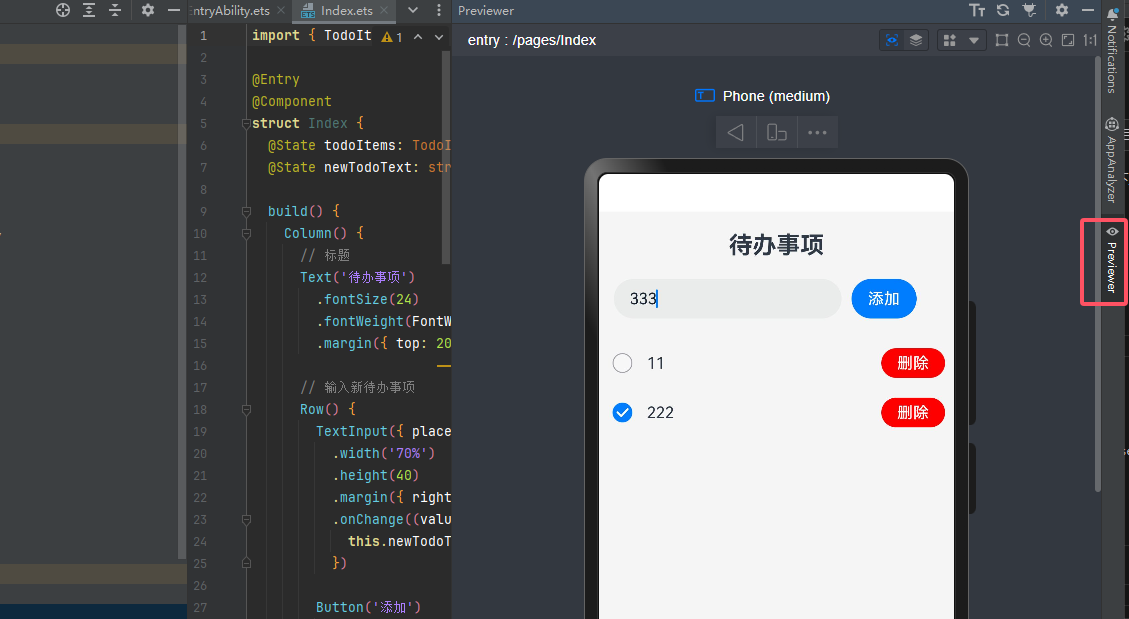 ntryAbility.ets
Index.ets
1 import { TodoIt
1
2
3 @Entry
4 @Component
5 struct Index {
6 @State todoItems: TodoI
7 @State newTodoText: str
8
9 build() {
10 Column() {
11 // 标题
12 Text('待办事项')
13 .fontSize(24)
14 .fontWeight(FontW
15 .margin({ top: 20
16
17 // 输入新待办事项
18 Row() {
19 TextInput({ place
20 .width('70%')
21 .height(40)
22 .margin({ right
23 .onChange((valu
24 this.newTodoT
25 })
26
27 Button('添加')
Previewer
entry : /pages/Index
1:1
Phone (medium)
待办事项
333
添加
11
删除
222
删除
Notifications
AppAnalyzer
Previewer